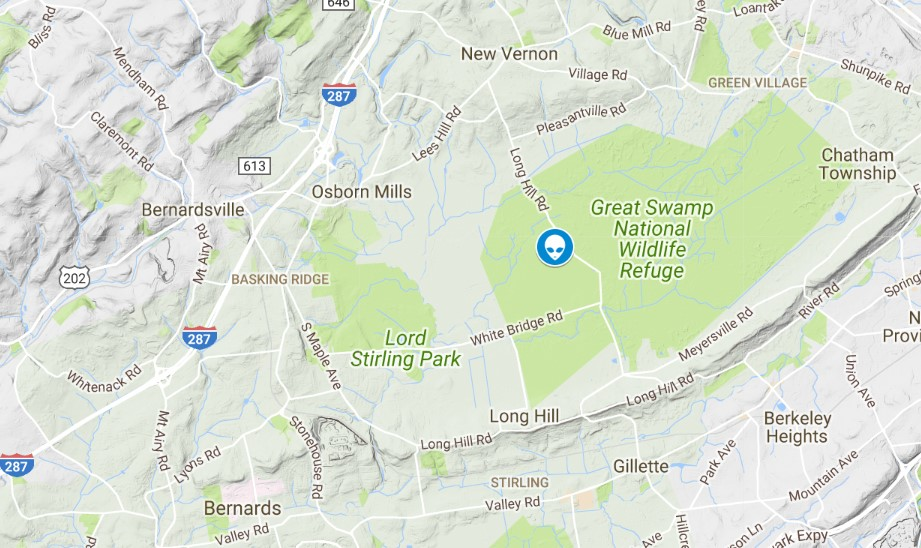 646
Bliss Rd
Mendham Rd
Claremont Rd
287
613
New Vernon
Blue Mill Rd
Village Rd
GREEN VILLAGE
Shunpike Rd
Pleasantville Rd
Lees Hill Rd
Long Hill Rd
Osborn Mills
Bernardsville
Mt Airy Rd
202
BASKING RIDGE
Great Swamp
National
Wildlife
Refuge
Chatham
Township
River Rd
Meyersville Rd
White Bridge Rd
Lord
Stirling Park
S Maple Ave
287
Whitenack Rd
Mt Airy Rd
287
Lyons Rd
Stonehouse Rd
Bernards
Valley Rd
Long Hill Rd
Long Hill
Long Hill Rd
STIRLING
Valley Rd
Gillette
Berkeley
Heights
Union Ave
Park Ave
Mountain Ave